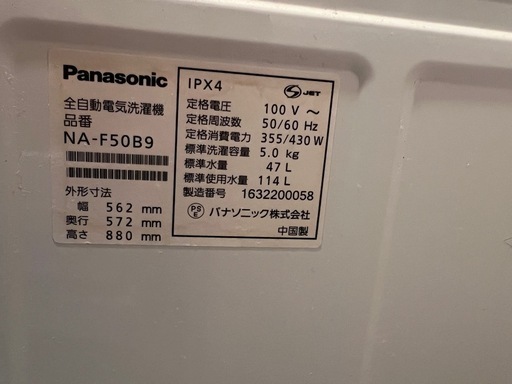 Panasonic
全自動電気洗濯機
品番
NA-F50B9
外形寸法
幅 562 mm
奥行 572 mm
高さ 880 mm
IPX4
S JET
定格電圧 100 V ～
定格周波数 50/60 Hz
定格消費電力 355/430 W
標準洗濯容量 5.0 kg
標準水量 47 L
標準使用水量 114 L
製造番号 1632200058
PSE パナソニック株式会社
中国製